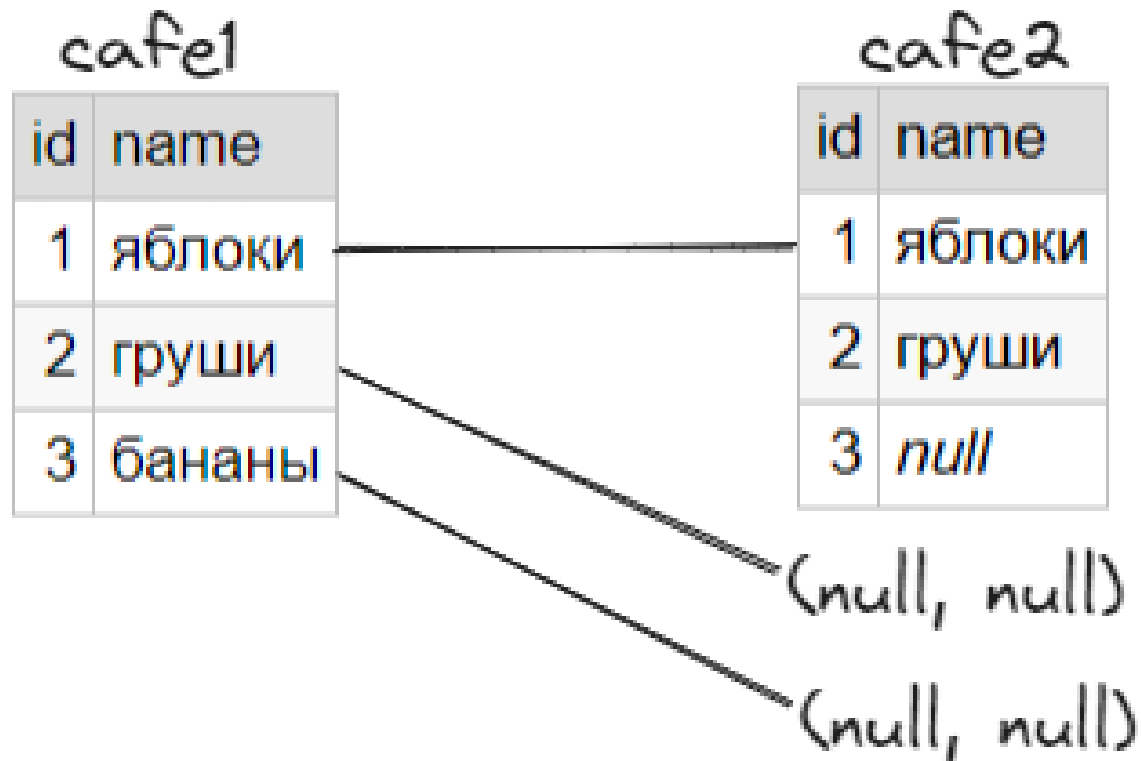 cafe1
id name
1 яблоки
2 груши
3 бананы
cafe2
id name
1 яблоки
2 груши
3 null
(null, null)
(null, null)